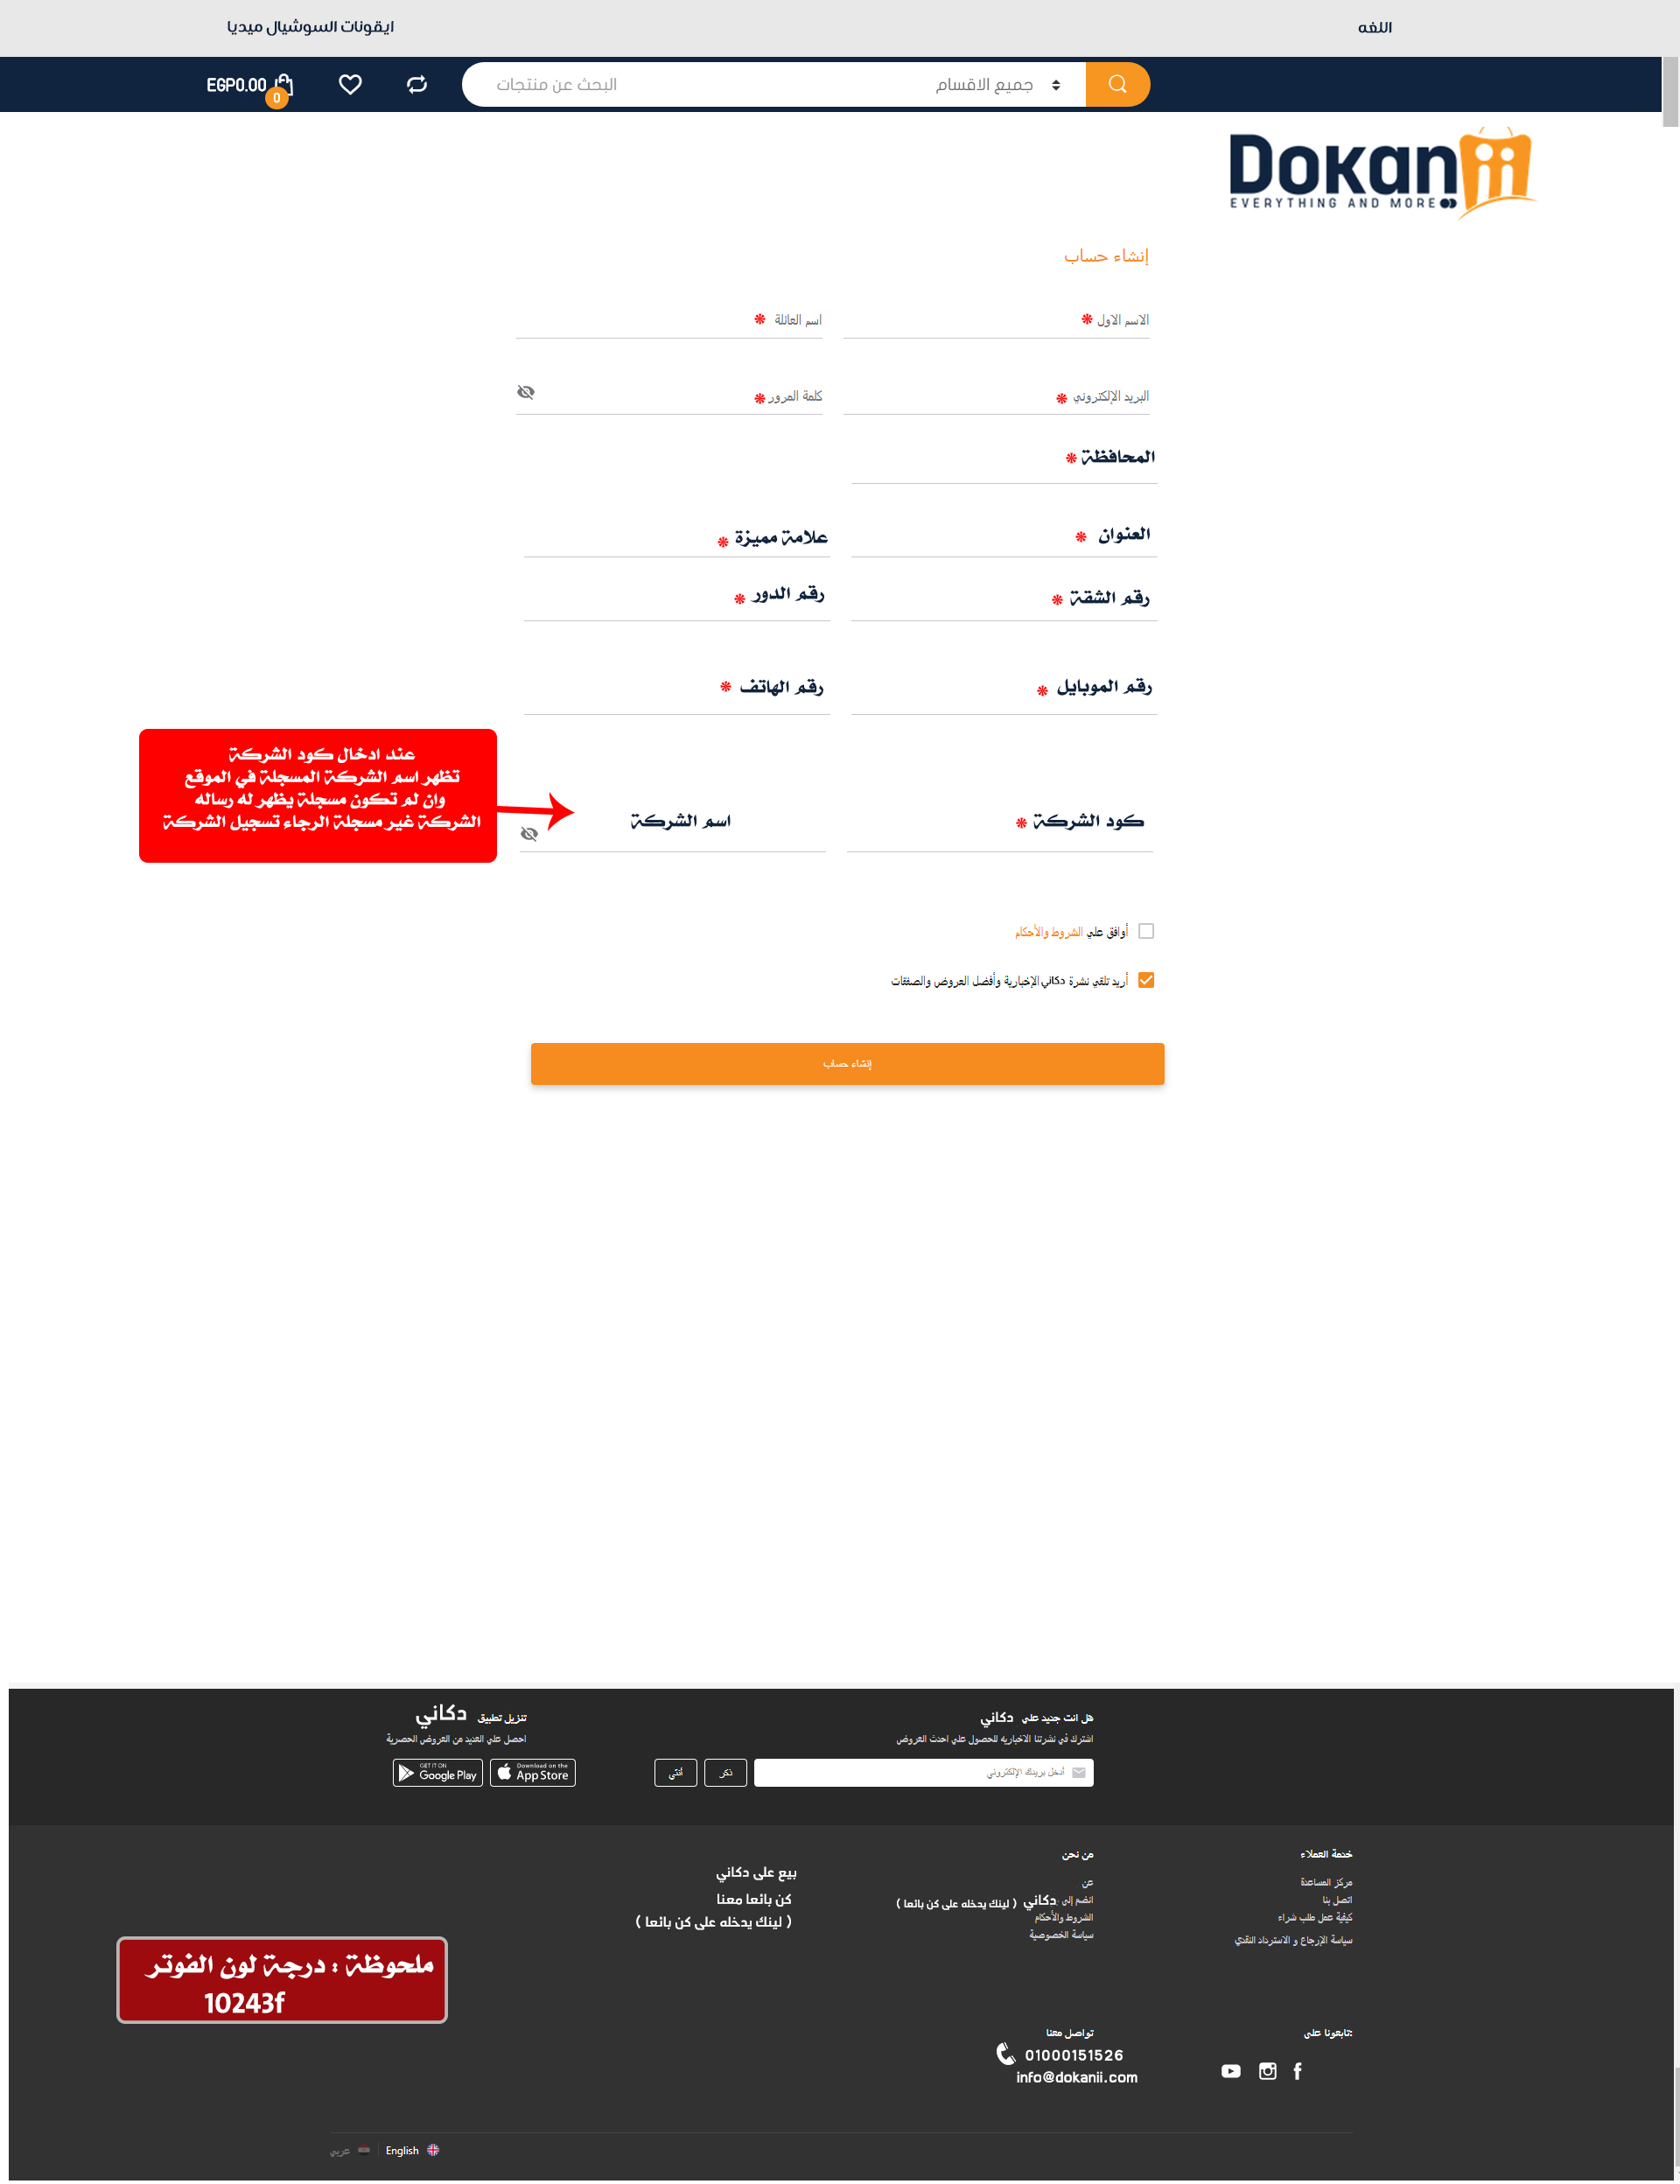 اللغه
ايقونات السوشيال ميديا
جميع الاقسام
البحث عن منتجات
EGP0.00
0
Dokanii
EVERYTHING AND MORE
إنشاء حساب
الاسم الاول *
اسم العائلة *
البريد الإلكتروني *
كلمة المرور *
المحافظة *
العنوان *
علامة مميزة *
رقم الشقة *
رقم الدور *
رقم الموبايل *
رقم الهاتف *
كود الشركة *
اسم الشركة
عند ادخال كود الشركة
تظهر اسم الشركة المسجلة في الموقع
وان لم تكون مسجلة يظهر له رساله
الشركة غير مسجلة الرجاء تسجيل الشركة
أوافق علي الشروط والأحكام
أريد تلقي نشرة دكاني الإخبارية وأفضل العروض والصفقات
إنشاء حساب
هل انت جديد علي دكاني
اشترك في نشرتنا الاخباريه للحصول علي احدث العروض
أدخل بريدك الإلكتروني
ذكر
أنثي
تنزيل تطبيق دكاني
احصل علي العديد من العروض الحصرية
Download on the
App Store
GET IT ON
Google Play
خدمة العملاء
مركز المساعدة
اتصل بنا
كيفية عمل طلب شراء
سياسة الإرجاع و الاسترداد النقدي
من نحن
عن
انضم إلي دكاني ( لينك يدخله على كن بائعا )
الشروط والأحكام
سياسة الخصوصية
بيع على دكاني
كن بائعا معنا
( لينك يدخله على كن بائعا )
ملحوظة : درجة لون الفوتر
10243f
تابعونا علي:
تواصل معنا
01000151526
info@dokanii.com
English
عربي